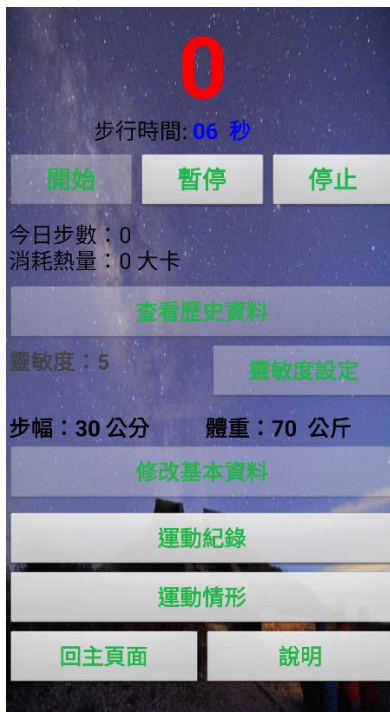 0
步行時間: 06 秒
開始 暫停 停止
今日步數：0
消耗熱量：0 大卡
查看歷史資料
靈敏度：5 靈敏度設定
步幅：30 公分 體重：70 公斤
修改基本資料
運動紀錄
運動情形
回主頁面 說明